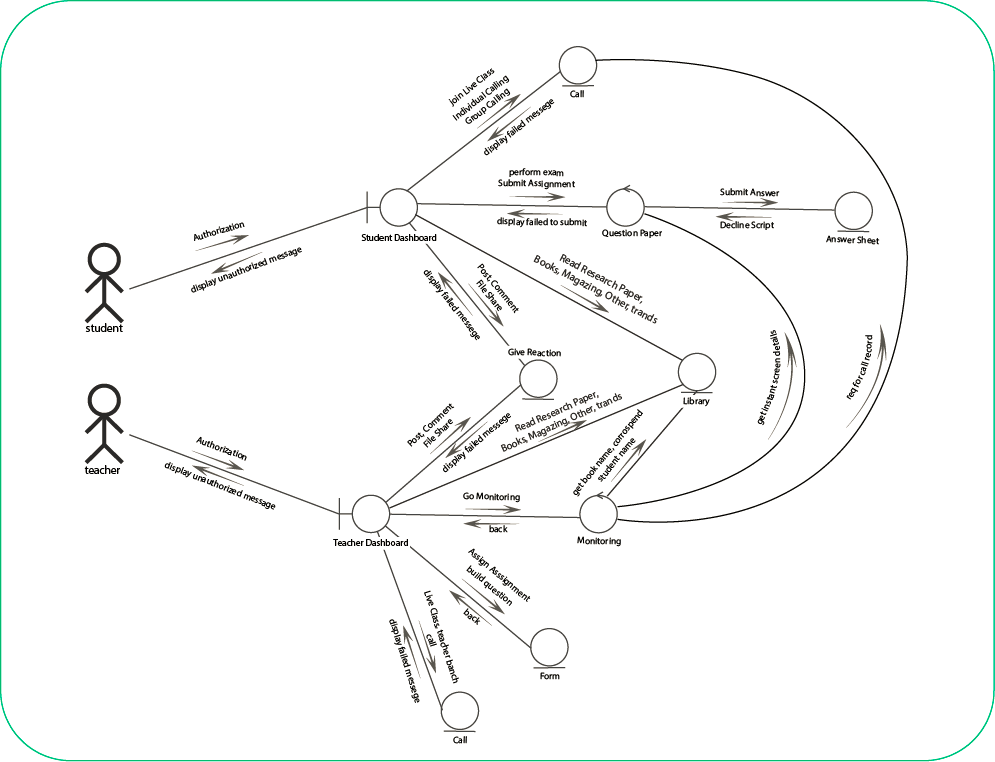 Join Live Class
Individual Calling
Group Calling
display failed messege
Call
perform exam
Submit Assignment
display failed to submit
Submit Answer
Decline Script
Student Dashboard
Question Paper
Answer Sheet
Authorization
display unauthorized message
student
Read Research Paper,
Books, Magazing, Other, trands
Post, Comment
File Share
display failed messege
Give Reaction
Library
get instant screen details
req for call record
teacher
Authorization
display unauthorized message
Post, Comment
File Share
display failed messege
Read Research Paper,
Books, Magazing, Other, trands
get book name, corrospend
student name
Go Monitoring
back
Teacher Dashboard
Monitoring
Assign Asssignment
build question
back
Form
Live Class, teacher banch
call
display failed messege
Call